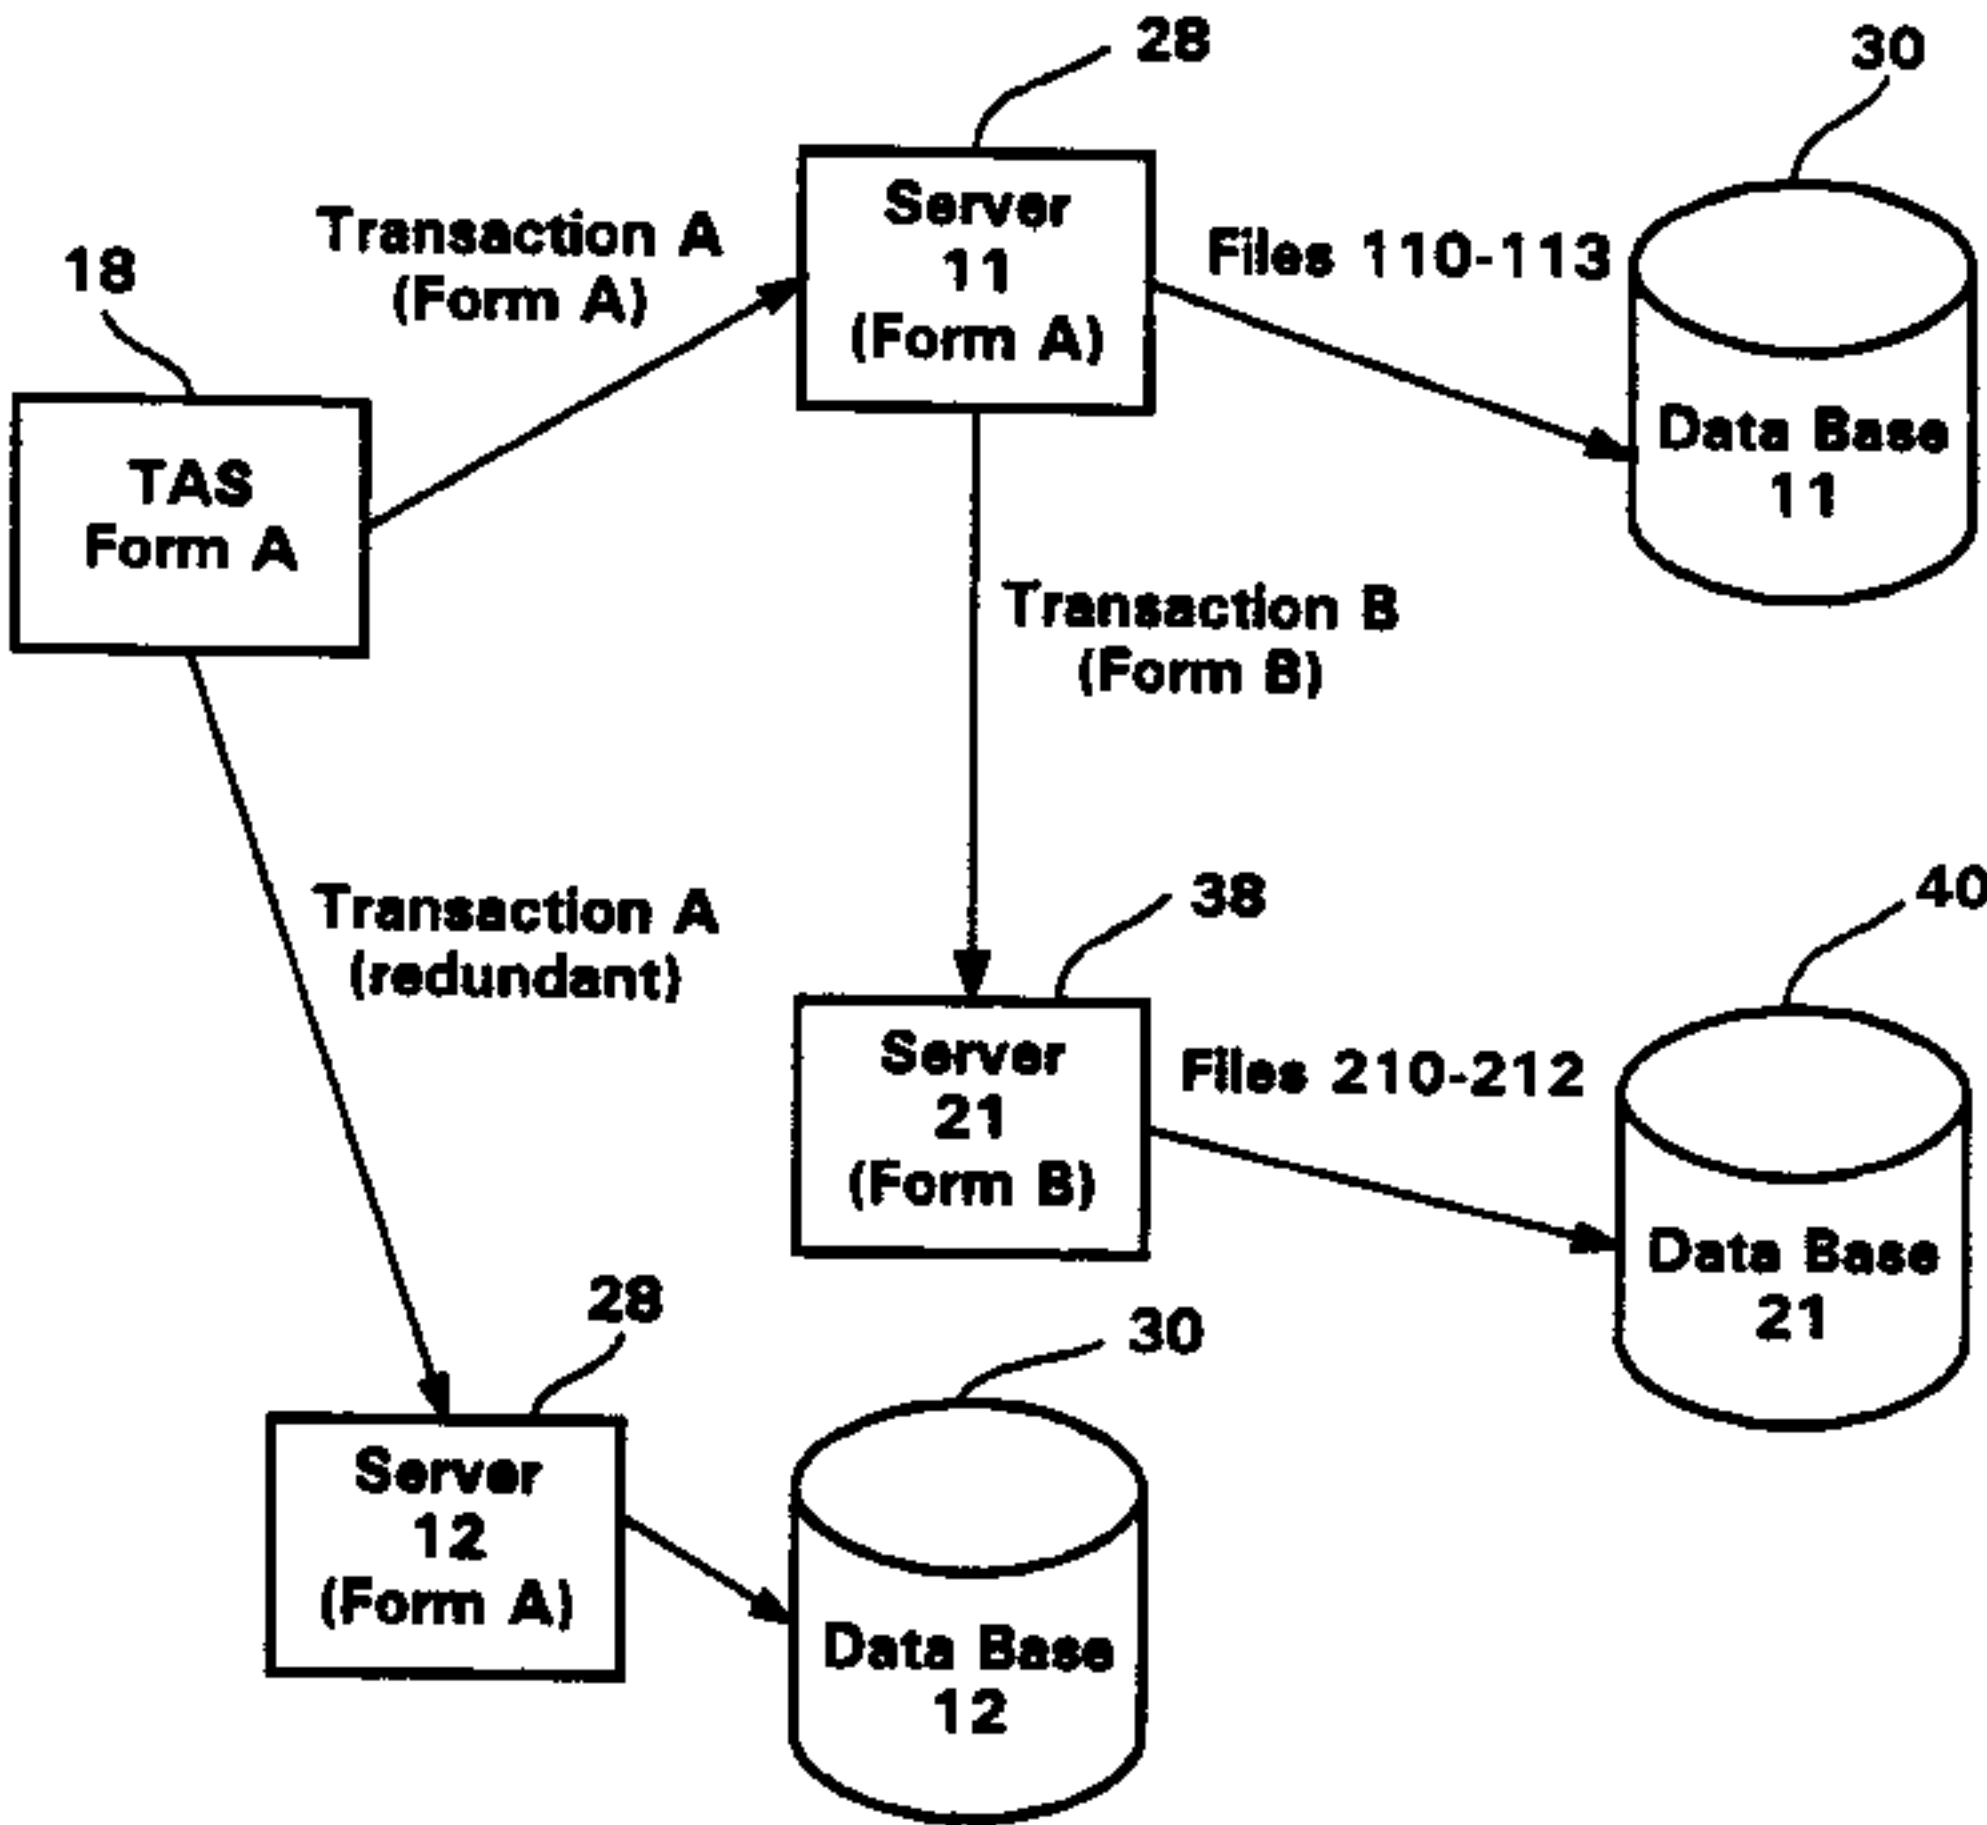 28
30
18
Transaction A
(Form A)
Server
11
(Form A)
Files 110-113
Data Base
11
TAS
Form A
Transaction B
(Form B)
Transaction A
(redundant)
38
40
Server
21
(Form B)
Files 210-212
Data Base
21
28
30
Server
12
(Form A)
Data Base
12